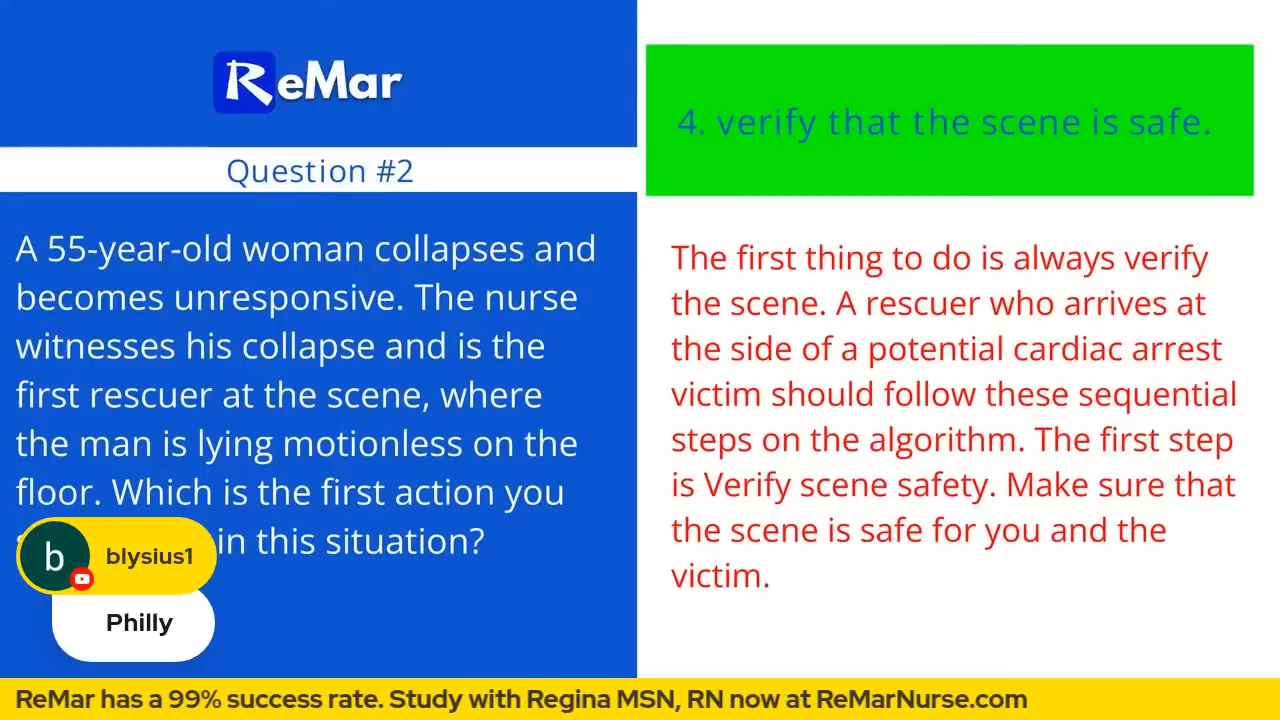 ReMar
Question #2
A 55-year-old woman collapses and
becomes unresponsive. The nurse
witnesses his collapse and is the
first rescuer at the scene, where
the man is lying motionless on the
floor. Which is the first action you
in this situation?
b
blysius1
Philly
4. verify that the scene is safe.
The first thing to do is always verify
the scene. A rescuer who arrives at
the side of a potential cardiac arrest
victim should follow these sequential
steps on the algorithm. The first step
is Verify scene safety. Make sure that
the scene is safe for you and the
victim.
ReMar has a 99% success rate. Study with Regina MSN, RN now at ReMarNurse.com